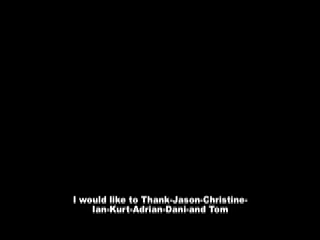 I would like to Thank-Jason-Christine-
Ian-Kurt-Adrian-Dani-and Tom